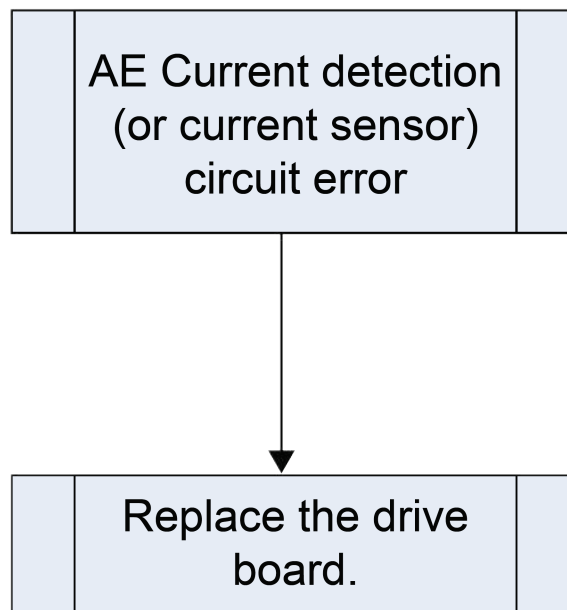 AE Current detection
(or current sensor)
circuit error
Replace the drive
board.